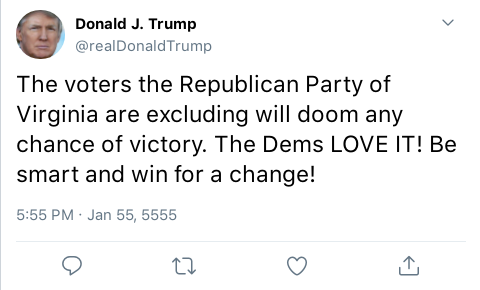 Donald J. Trump
@realDonaldTrump
The voters the Republican Party of
Virginia are excluding will doom any
chance of victory. The Dems LOVE IT! Be
smart and win for a change!
5:55 PM · Jan 55, 5555